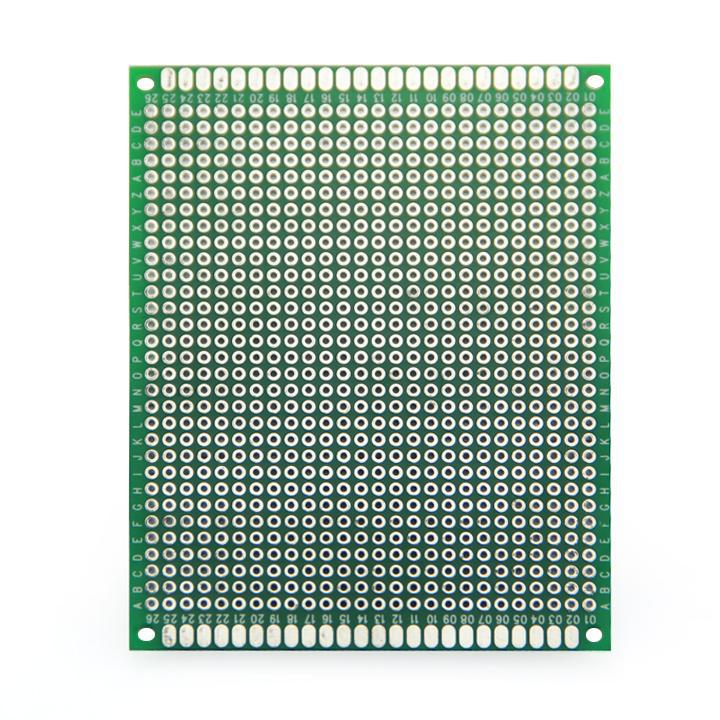 26 25 24 23 22 21 20 19 18 17 16 15 14 13 12 11 10 09 08 07 06 05 04 03 02 01
E E
D D
C C
B B
A A
Z Z
Y Y
X X
W W
V V
U U
T T
S S
R R
Q Q
P P
O O
N N
M M
L L
K K
J J
I I
H H
G G
F F
E E
D D
C C
B B
A A
26 25 24 23 22 21 20 19 18 17 16 15 14 13 12 11 10 09 08 07 06 05 04 03 02 01